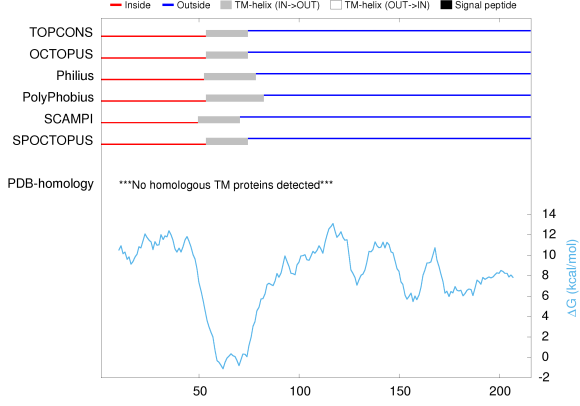 Inside Outside TM-helix (IN->OUT) TM-helix (OUT->IN) Signal peptide
TOPCONS
OCTOPUS
Philius
PolyPhobius
SCAMPI
SPOCTOPUS
PDB-homology ***No homologous TM proteins detected***
14
12
10
8
6
4
2
0
-2
ΔG (kcal/mol)
50 100 150 200